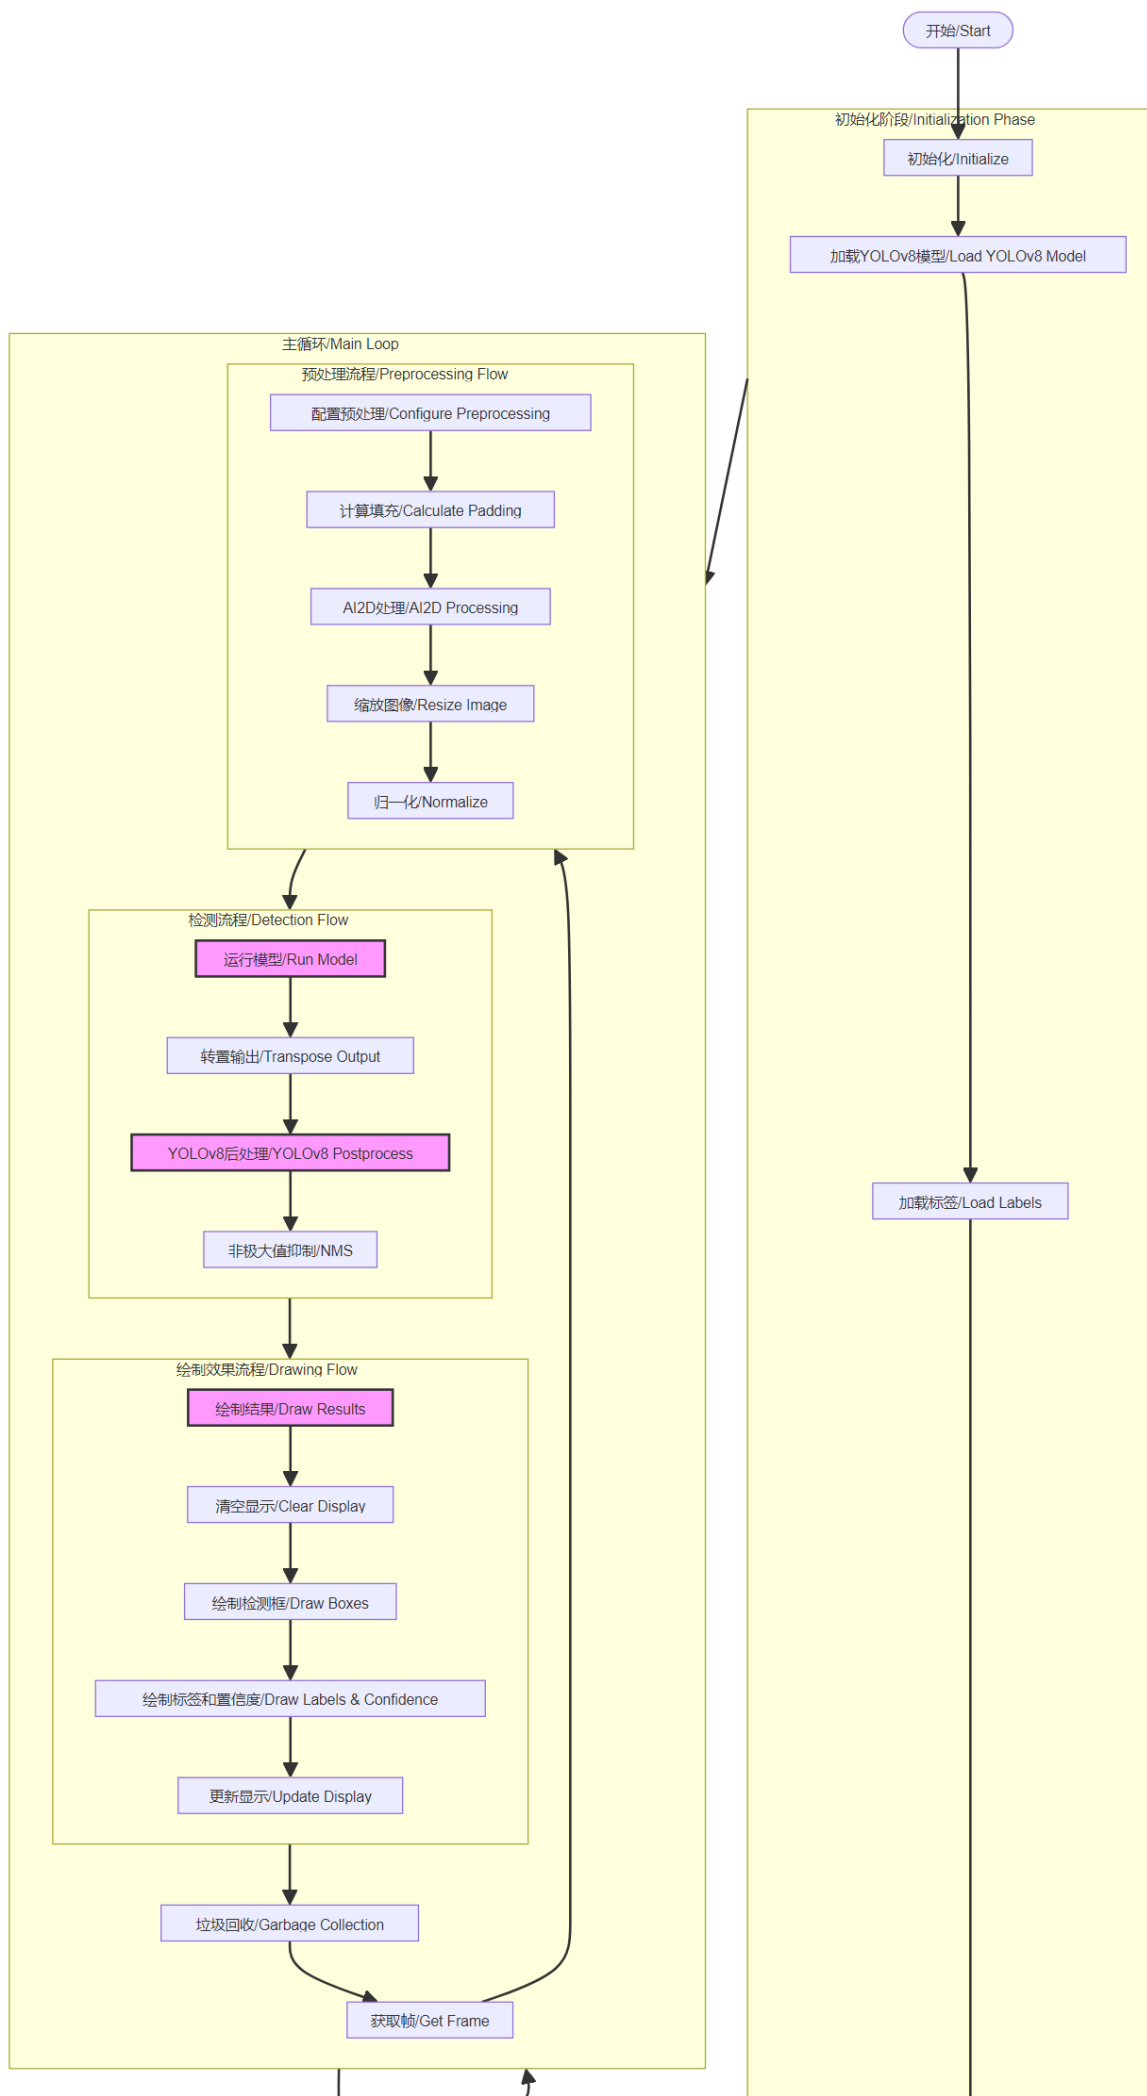 开始/Start
初始化阶段/Initialization Phase
初始化/Initialize
加载YOLOv8模型/Load YOLOv8 Model
主循环/Main Loop
预处理流程/Preprocessing Flow
配置预处理/Configure Preprocessing
计算填充/Calculate Padding
AI2D处理/AI2D Processing
缩放图像/Resize Image
归一化/Normalize
检测流程/Detection Flow
运行模型/Run Model
转置输出/Transpose Output
YOLOv8后处理/YOLOv8 Postprocess
加载标签/Load Labels
非极大值抑制/NMS
绘制效果流程/Drawing Flow
绘制结果/Draw Results
清空显示/Clear Display
绘制检测框/Draw Boxes
绘制标签和置信度/Draw Labels & Confidence
更新显示/Update Display
垃圾回收/Garbage Collection
获取帧/Get Frame